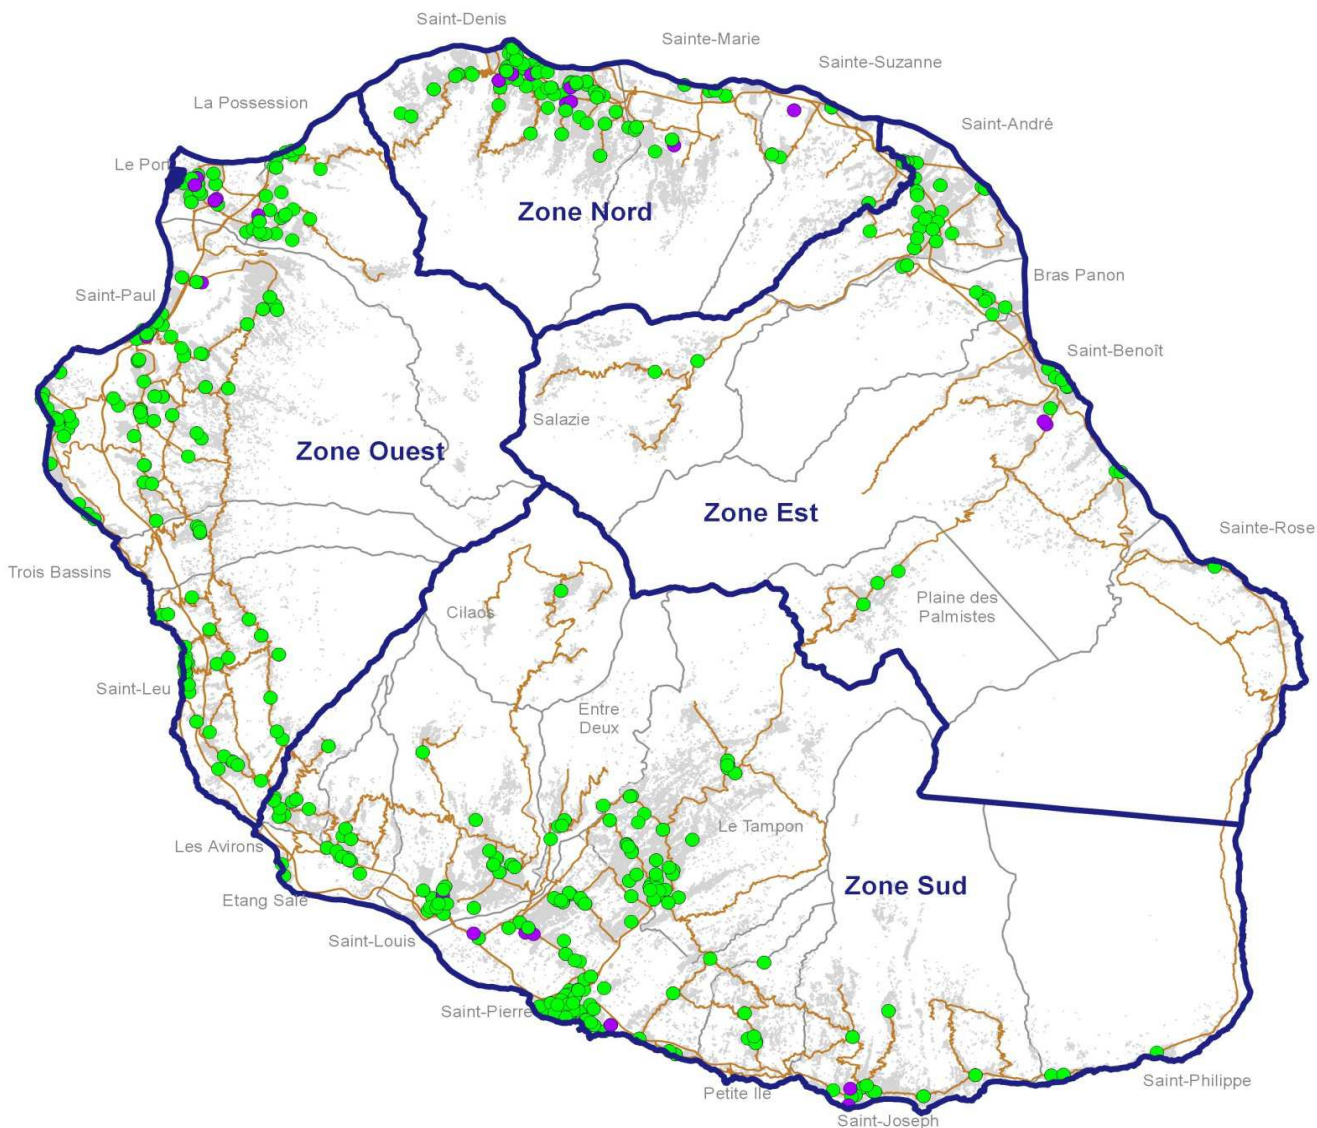 Saint-Denis
Sainte-Marie
Sainte-Suzanne
La Possession
Saint-André
Le Port
Zone Nord
Bras Panon
Saint-Paul
Saint-Benoît
Salazie
Zone Ouest
Zone Est
Sainte-Rose
Trois Bassins
Cilaos
Plaine des
Palmistes
Saint-Leu
Entre
Deux
Le Tampon
Les Avirons
Zone Sud
Etang Salé
Saint-Louis
Saint-Pierre
Saint-Philippe
Petite Ile
Saint-Joseph